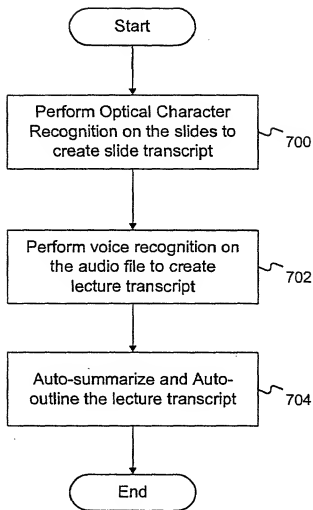 Start
Perform Optical Character
Recognition on the slides to
create slide transcript
700
Perform voice recognition on
the audio file to create
lecture transcript
702
Auto-summarize and Auto-
outline the lecture transcript
704
End